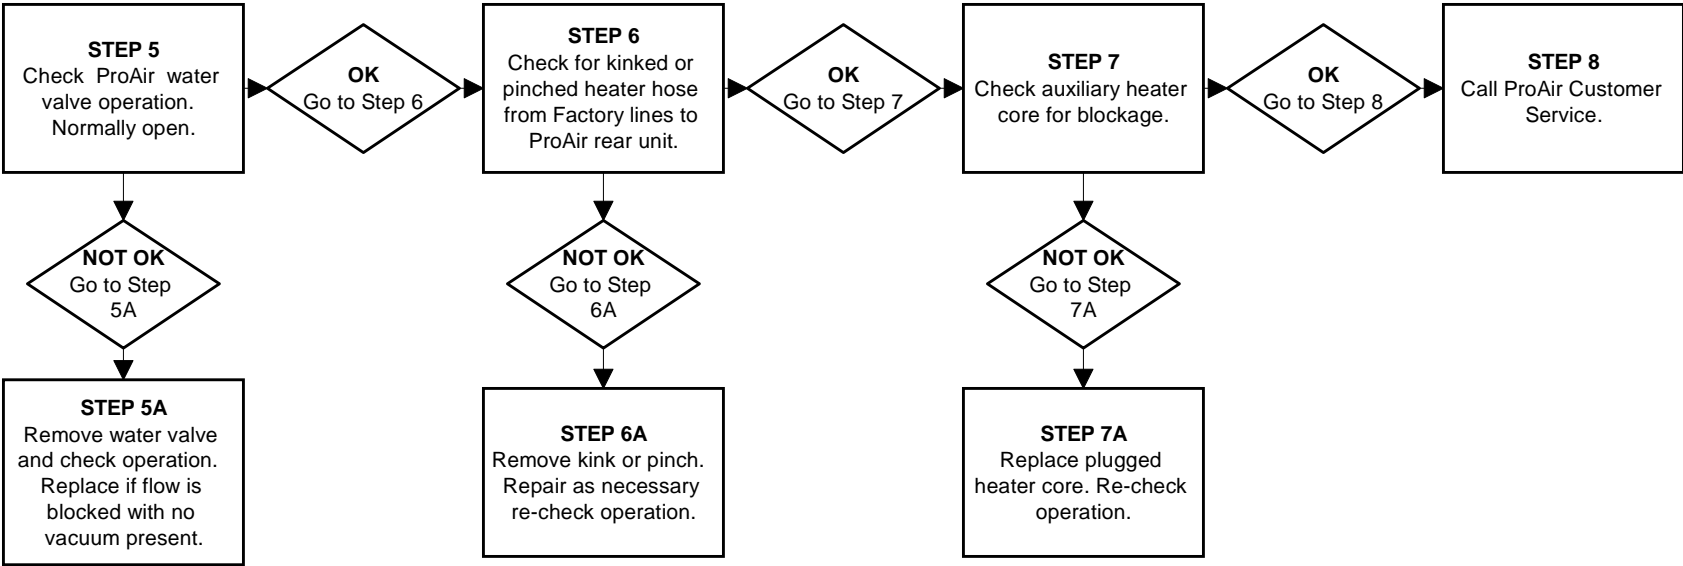 STEP 5
Check ProAir water
valve operation.
Normally open.
OK
Go to Step 6
STEP 6
Check for kinked or
pinched heater hose
from Factory lines to
ProAir rear unit.
OK
Go to Step 7
STEP 7
Check auxiliary heater
core for blockage.
OK
Go to Step 8
STEP 8
Call ProAir Customer
Service.
NOT OK
Go to Step
5A
NOT OK
Go to Step
6A
NOT OK
Go to Step
7A
STEP 5A
Remove water valve
and check operation.
Replace if flow is
blocked with no
vacuum present.
STEP 6A
Remove kink or pinch.
Repair as necessary
re-check operation.
STEP 7A
Replace plugged
heater core. Re-check
operation.